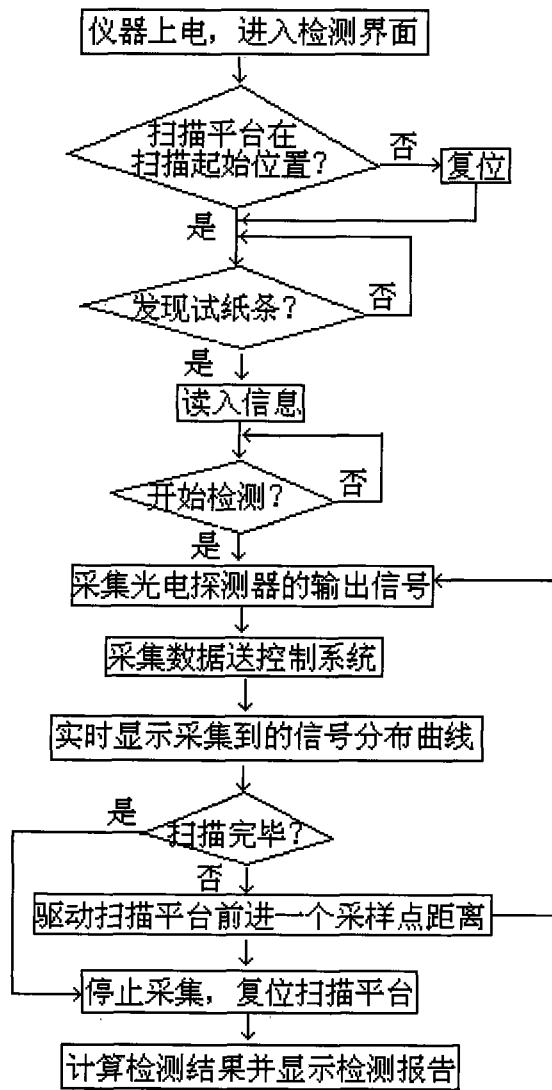 仪器上电，进入检测界面
扫描平台在
扫描起始位置？
否
复位
是
发现试纸条？
否
是
读入信息
开始检测？
否
是
采集光电探测器的输出信号
采集数据送控制系统
实时显示采集到的信号分布曲线
是
扫描完毕？
否
驱动扫描平台前进一个采样点距离
停止采集，复位扫描平台
计算检测结果并显示检测报告